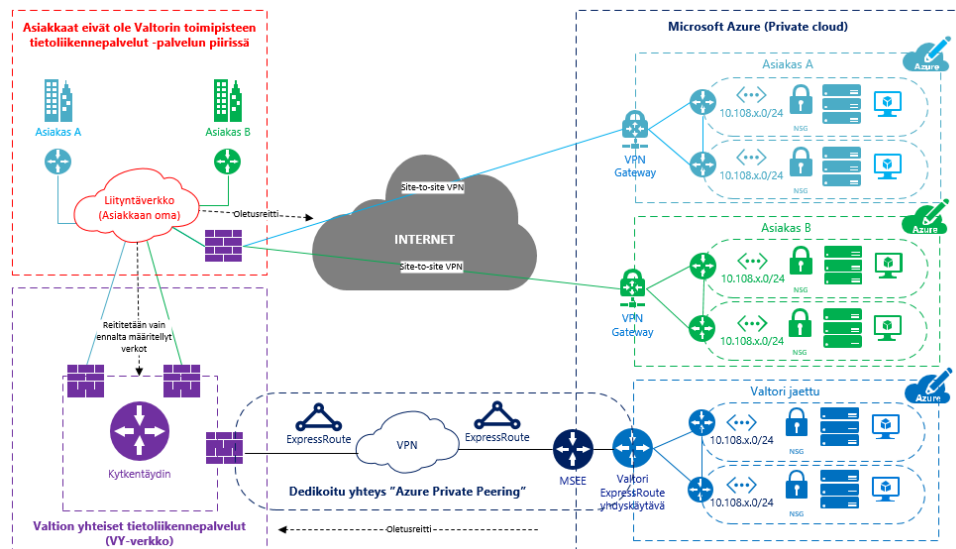 Asiakkaat eivät ole Valtorin toimipisteen
tietoliikennepalvelut -palvelun piirissä
Asiakas A
Asiakas B
Liityntäverkko
(Asiakkaan oma)
Oletusreitti
Reititetään vain
ennalta määritellyt
verkot
Kytkentäydin
Valtion yhteiset tietoliikennepalvelut
(VY-verkko)
INTERNET
Site-to-site VPN
Site-to-site VPN
ExpressRoute
VPN
ExpressRoute
Dedikoitu yhteys "Azure Private Peering"
Oletusreitti
MSEE
Valtori
ExpressRoute
yhdyskäytävä
Microsoft Azure (Private cloud)
Asiakas A
Azure
VPN
Gateway
10.108.x.0/24
NSG
10.108.x.0/24
NSG
Asiakas B
Azure
VPN
Gateway
10.108.x.0/24
NSG
10.108.x.0/24
NSG
Valtori jaettu
Azure
10.108.x.0/24
NSG
10.108.x.0/24
NSG